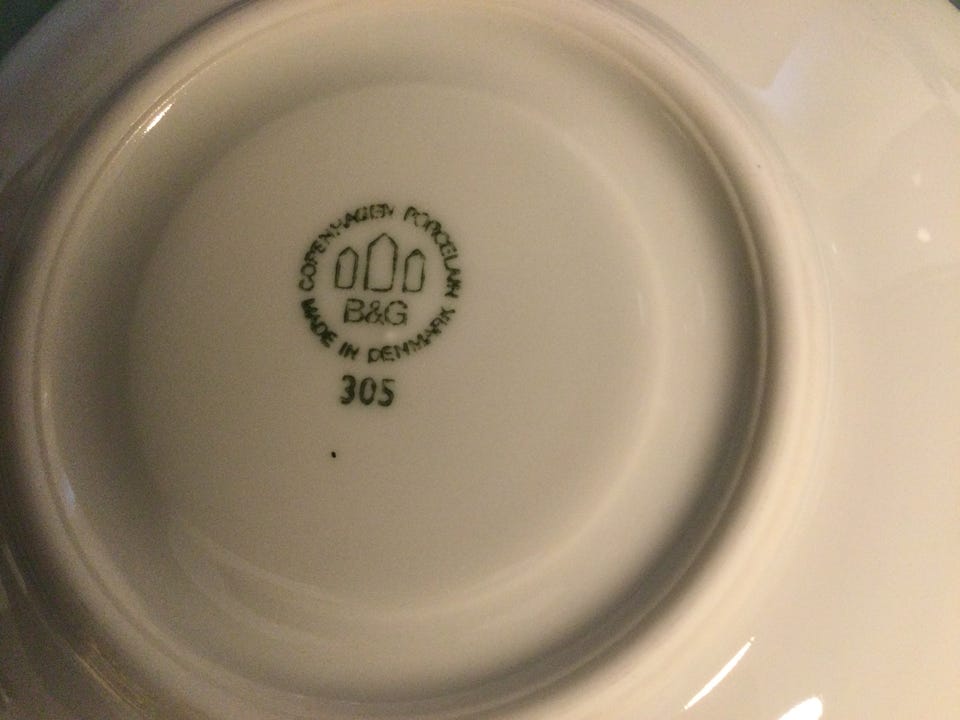 COPENHAGEN PORCELAIN
B&G
MADE IN DENMARK
305